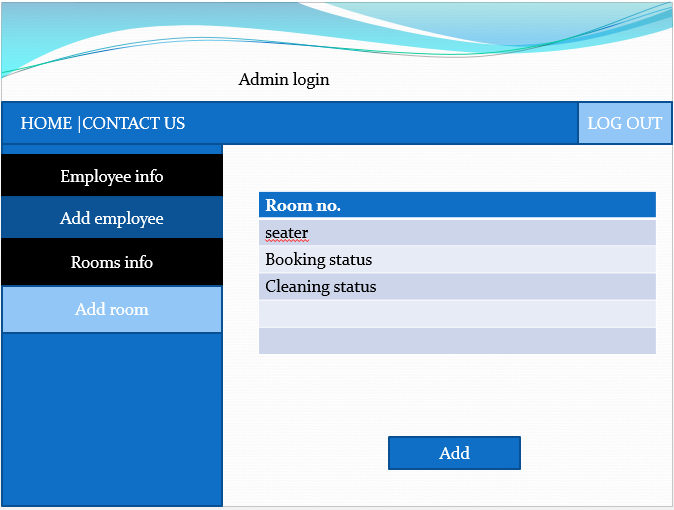 Admin login
HOME |CONTACT US
LOG OUT
Employee info
Add employee
Rooms info
Add room
Room no.
seater
Booking status
Cleaning status
Add